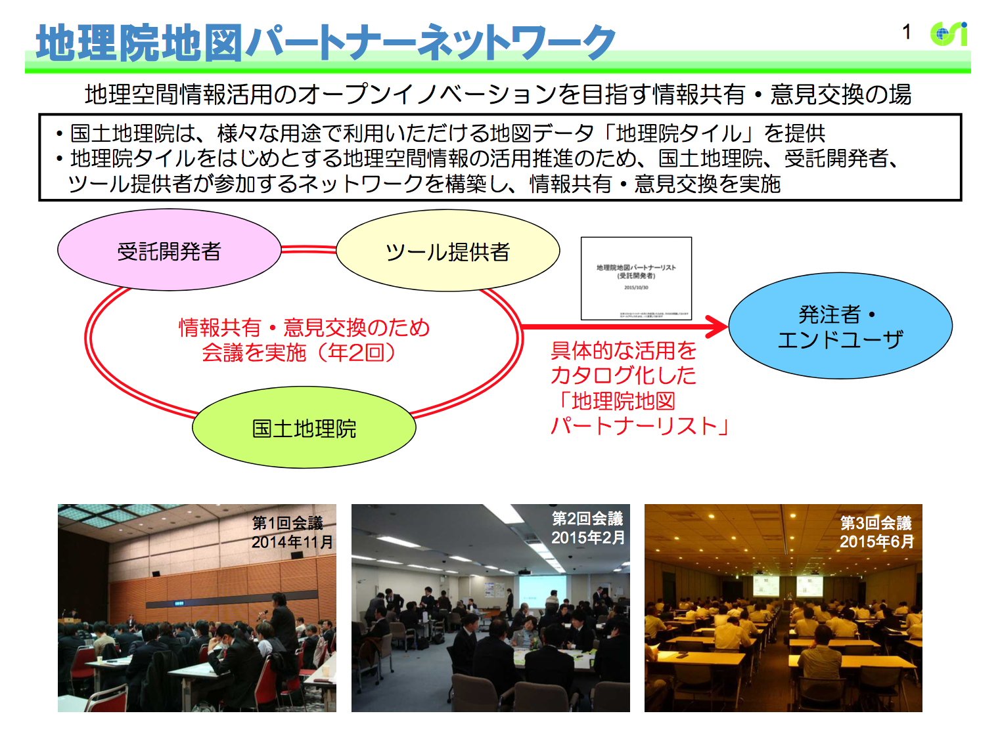 地理院地図パートナーネットワーク
1
地理空間情報活用のオープンイノベーションを目指す情報共有・意見交換の場
・国土地理院は、様々な用途で利用いただける地図データ「地理院タイル」を提供
・地理院タイルをはじめとする地理空間情報の活用推進のため、国土地理院、受託開発者、
ツール提供者が参加するネットワークを構築し、情報共有・意見交換を実施
受託開発者
ツール提供者
地理院地図パートナーリスト
(受託開発者)
2015/10/30
発注者・
エンドユーザ
情報共有・意見交換のため
会議を実施（年2回）
具体的な活用を
カタログ化した
「地理院地図
パートナーリスト」
国土地理院
第1回会議
2014年11月
第2回会議
2015年2月
第3回会議
2015年6月